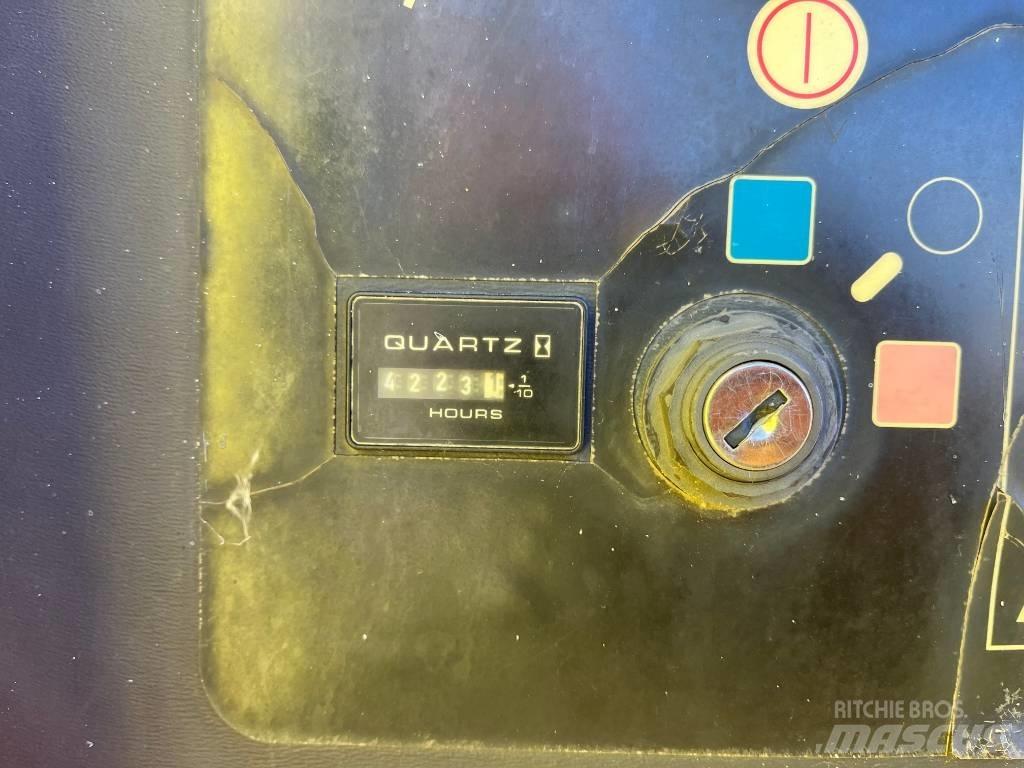 QUARTZ
4223 1/10
HOURS
RITCHIE BROS.
MASCUS